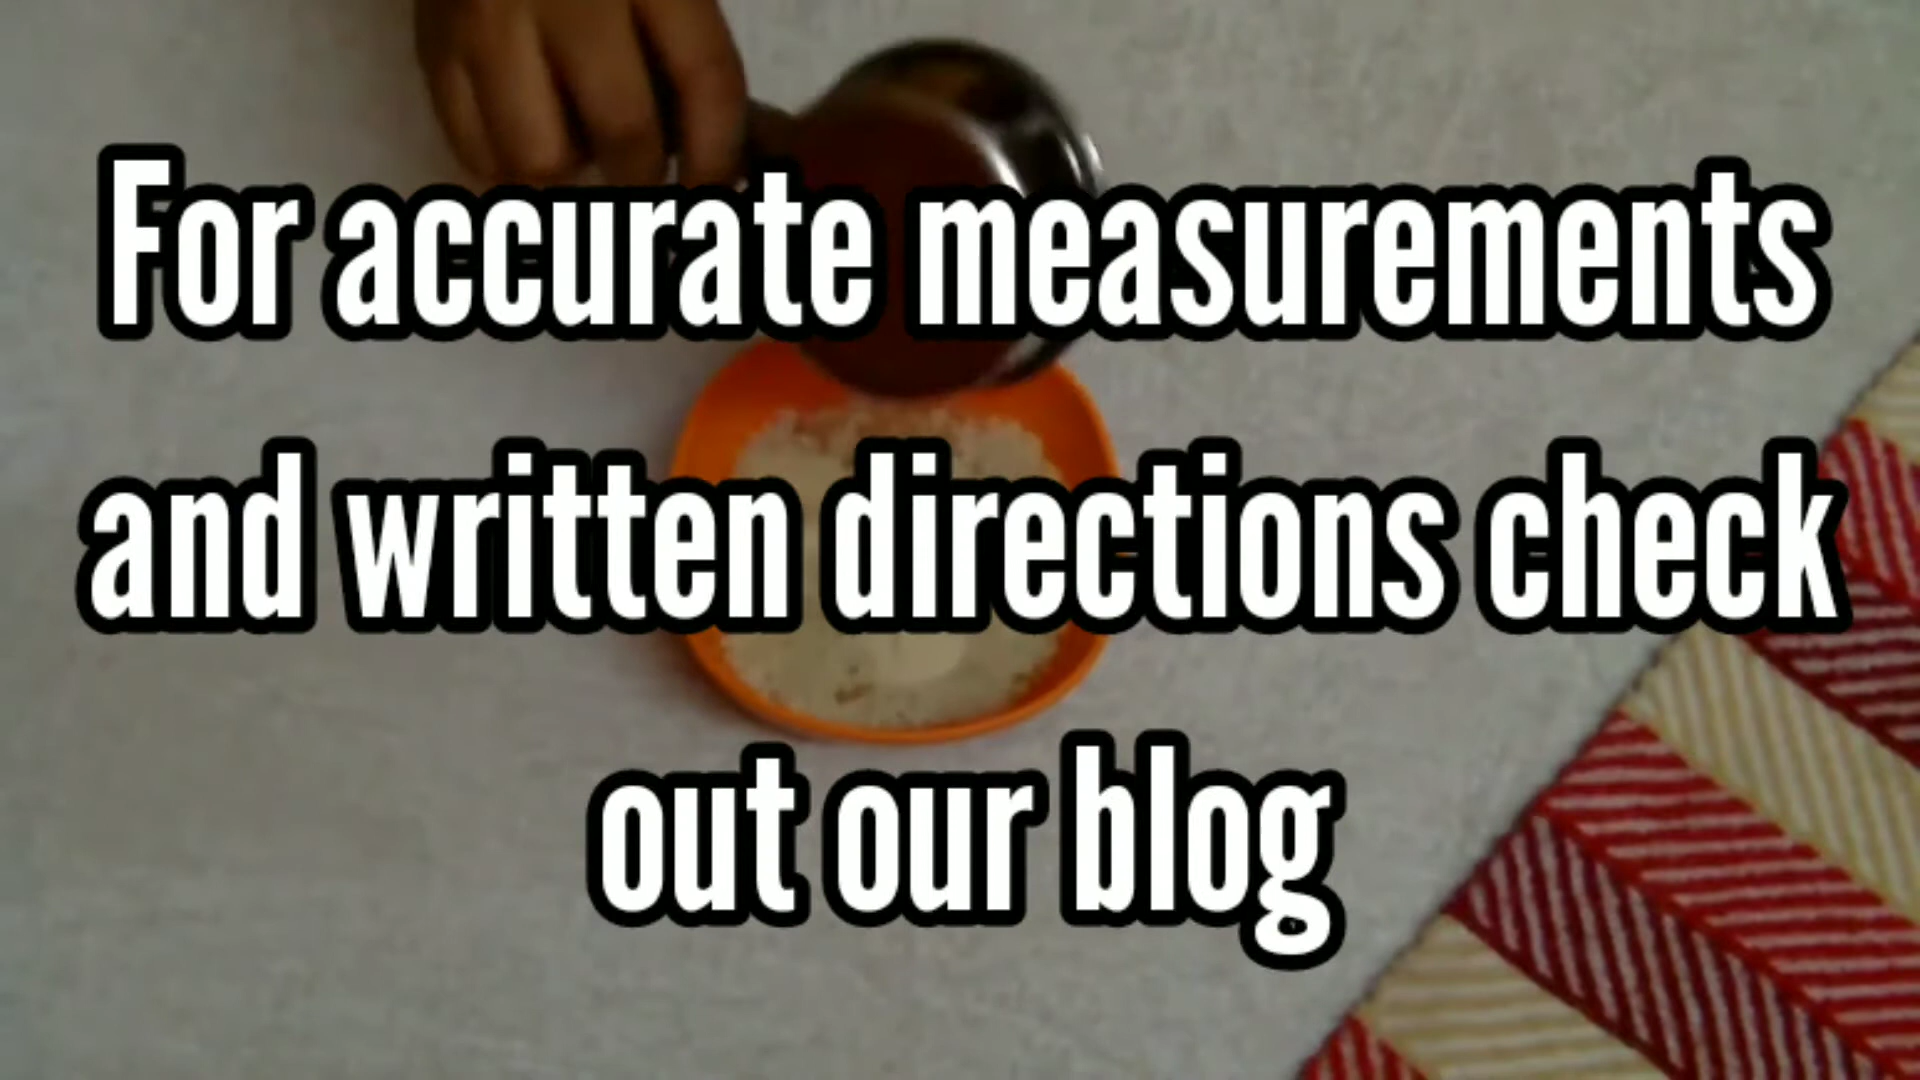 For accurate measurements
and written directions check
out our blog